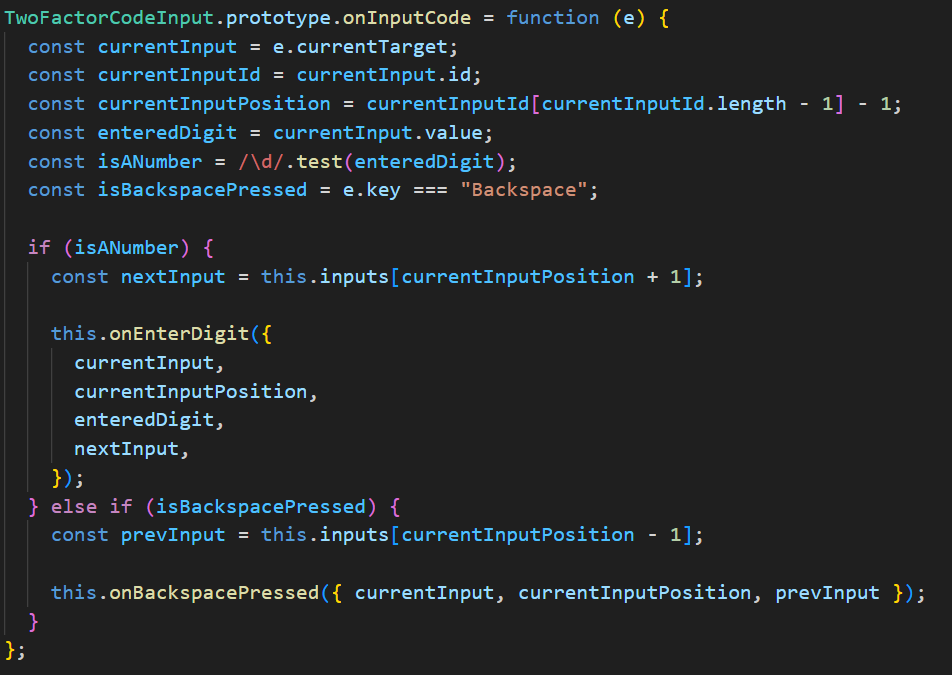 TwoFactorCodeInput.prototype.onInputCode = function (e) {
  const currentInput = e.currentTarget;
  const currentInputId = currentInput.id;
  const currentInputPosition = currentInputId[currentInputId.length - 1] - 1;
  const enteredDigit = currentInput.value;
  const isANumber = /\d/.test(enteredDigit);
  const isBackspacePressed = e.key === "Backspace";

  if (isANumber) {
    const nextInput = this.inputs[currentInputPosition + 1];

    this.onEnterDigit({
      currentInput,
      currentInputPosition,
      enteredDigit,
      nextInput,
    });
  } else if (isBackspacePressed) {
    const prevInput = this.inputs[currentInputPosition - 1];

    this.onBackspacePressed({ currentInput, currentInputPosition, prevInput });
  }
};